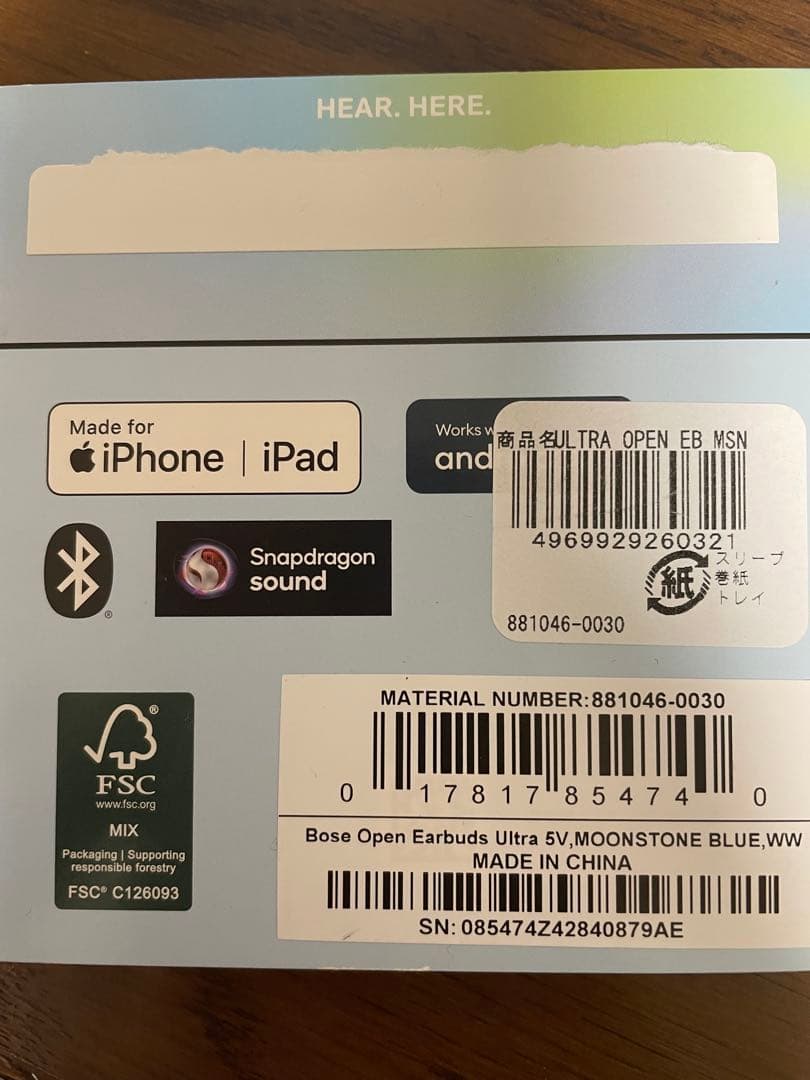 HEAR. HERE.
Made for
iPhone | iPad
Works w
and
商品名ULTRA OPEN EB MSN
4969929260321
紙
スリーブ
巻紙
トレイ
881046-0030
Snapdragon
sound
®
MATERIAL NUMBER:881046-0030
0 17817 85474 0
Bose Open Earbuds Ultra 5V,MOONSTONE BLUE,WW
MADE IN CHINA
SN: 085474Z42840879AE
®
FSC
www.fsc.org
MIX
Packaging | Supporting
responsible forestry
FSC® C126093